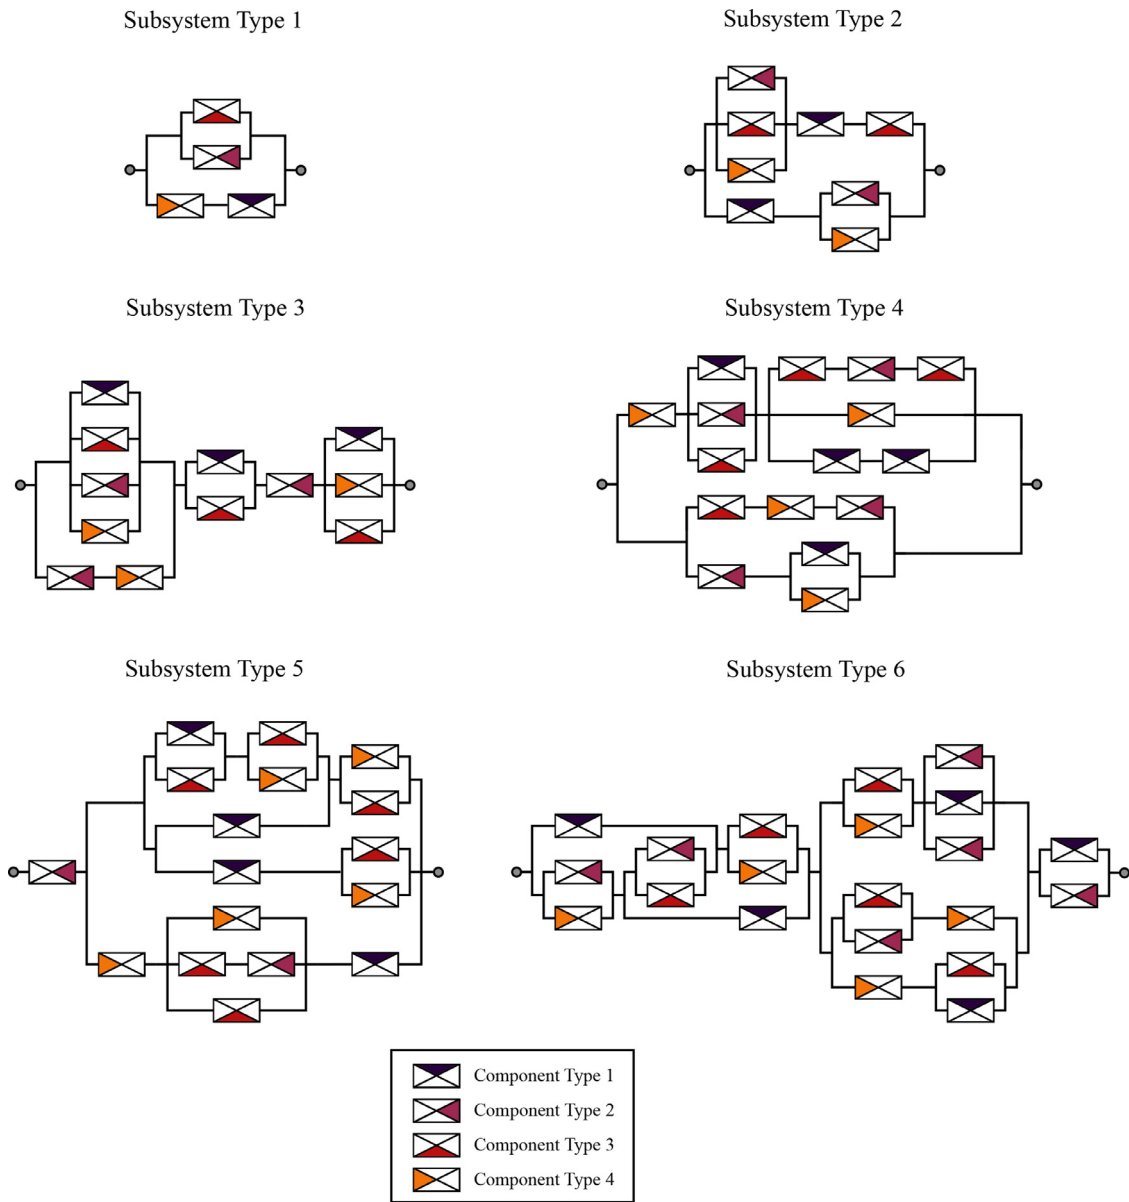 Subsystem Type 1
Subsystem Type 2
Subsystem Type 3
Subsystem Type 4
Subsystem Type 5
Subsystem Type 6
Component Type 1
Component Type 2
Component Type 3
Component Type 4